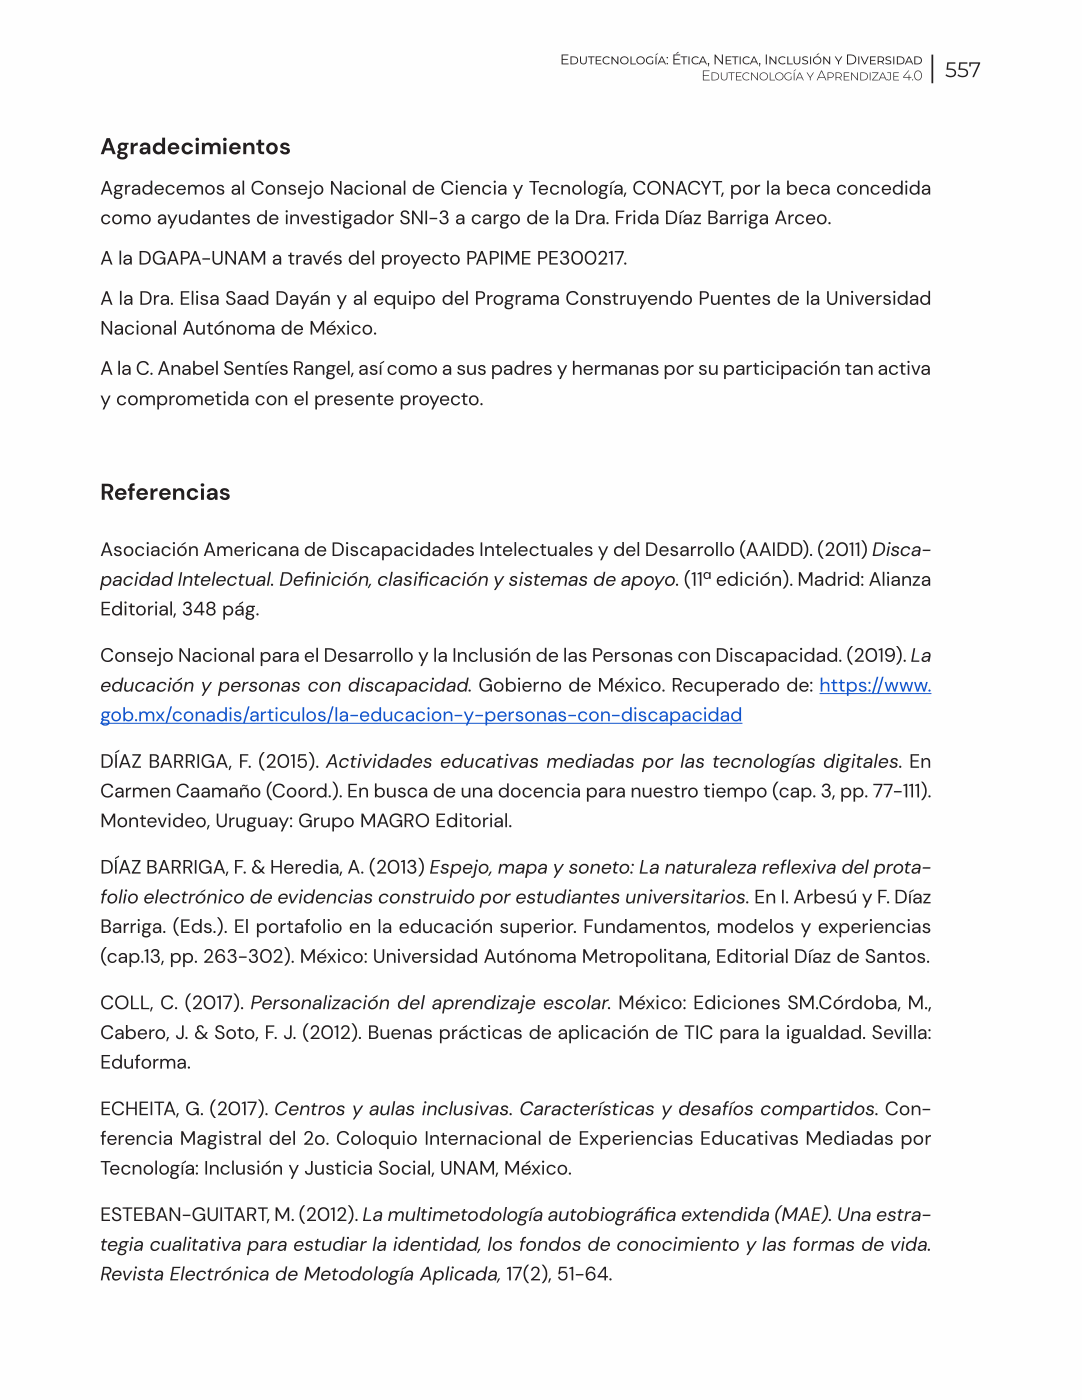 Edutecnología: Ética, Netica, Inclusión y Diversidad
Edutecnología y Aprendizaje 4.0
557
Agradecimientos
Agradecemos al Consejo Nacional de Ciencia y Tecnología, CONACYT, por la beca concedida
como ayudantes de investigador SNI-3 a cargo de la Dra. Frida Díaz Barriga Arceo.
A la DGAPA-UNAM a través del proyecto PAPIME PE300217.
A la Dra. Elisa Saad Dayán y al equipo del Programa Construyendo Puentes de la Universidad
Nacional Autónoma de México.
A la C. Anabel Sentíes Rangel, así como a sus padres y hermanas por su participación tan activa
y comprometida con el presente proyecto.
Referencias
Asociación Americana de Discapacidades Intelectuales y del Desarrollo (AAIDD). (2011) Disca-
pacidad Intelectual. Definición, clasificación y sistemas de apoyo. (11ª edición). Madrid: Alianza
Editorial, 348 pág.
Consejo Nacional para el Desarrollo y la Inclusión de las Personas con Discapacidad. (2019). La
educación y personas con discapacidad. Gobierno de México. Recuperado de: https://www.
gob.mx/conadis/articulos/la-educacion-y-personas-con-discapacidad
DÍAZ BARRIGA, F. (2015). Actividades educativas mediadas por las tecnologías digitales. En
Carmen Caamaño (Coord.). En busca de una docencia para nuestro tiempo (cap. 3, pp. 77-111).
Montevideo, Uruguay: Grupo MAGRO Editorial.
DÍAZ BARRIGA, F. & Heredia, A. (2013) Espejo, mapa y soneto: La naturaleza reflexiva del prota-
folio electrónico de evidencias construido por estudiantes universitarios. En I. Arbesú y F. Díaz
Barriga. (Eds.). El portafolio en la educación superior. Fundamentos, modelos y experiencias
(cap.13, pp. 263-302). México: Universidad Autónoma Metropolitana, Editorial Díaz de Santos.
COLL, C. (2017). Personalización del aprendizaje escolar. México: Ediciones SM.Córdoba, M.,
Cabero, J. & Soto, F. J. (2012). Buenas prácticas de aplicación de TIC para la igualdad. Sevilla:
Eduforma.
ECHEITA, G. (2017). Centros y aulas inclusivas. Características y desafíos compartidos. Con-
ferencia Magistral del 2o. Coloquio Internacional de Experiencias Educativas Mediadas por
Tecnología: Inclusión y Justicia Social, UNAM, México.
ESTEBAN-GUITART, M. (2012). La multimetodología autobiográfica extendida (MAE). Una estra-
tegia cualitativa para estudiar la identidad, los fondos de conocimiento y las formas de vida.
Revista Electrónica de Metodología Aplicada, 17(2), 51-64.